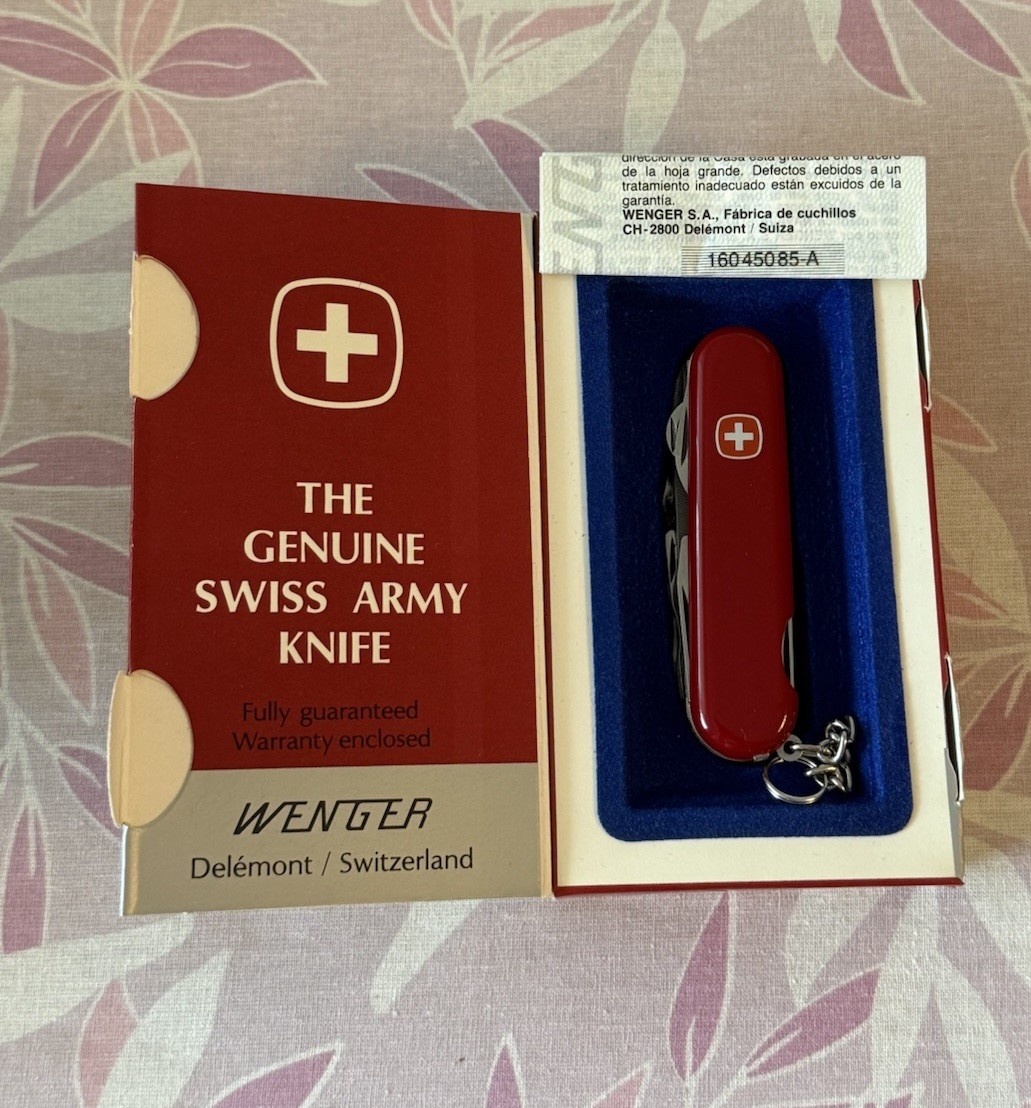 THE
GENUINE
SWISS ARMY
KNIFE
Fully guaranteed
Warranty enclosed
WENGER
Delémont / Switzerland
dirección de la Casa está grabada en el acero
de la hoja grande. Defectos debidos a un
tratamiento inadecuado están excuidos de la
garantía.
WENGER S.A., Fábrica de cuchillos
CH-2800 Delémont / Suiza
16045085-A